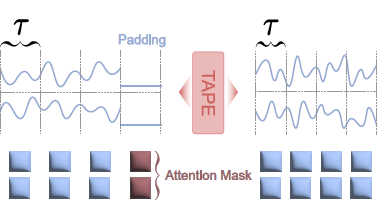 τ
τ
Padding
TAPE
Attention Mask